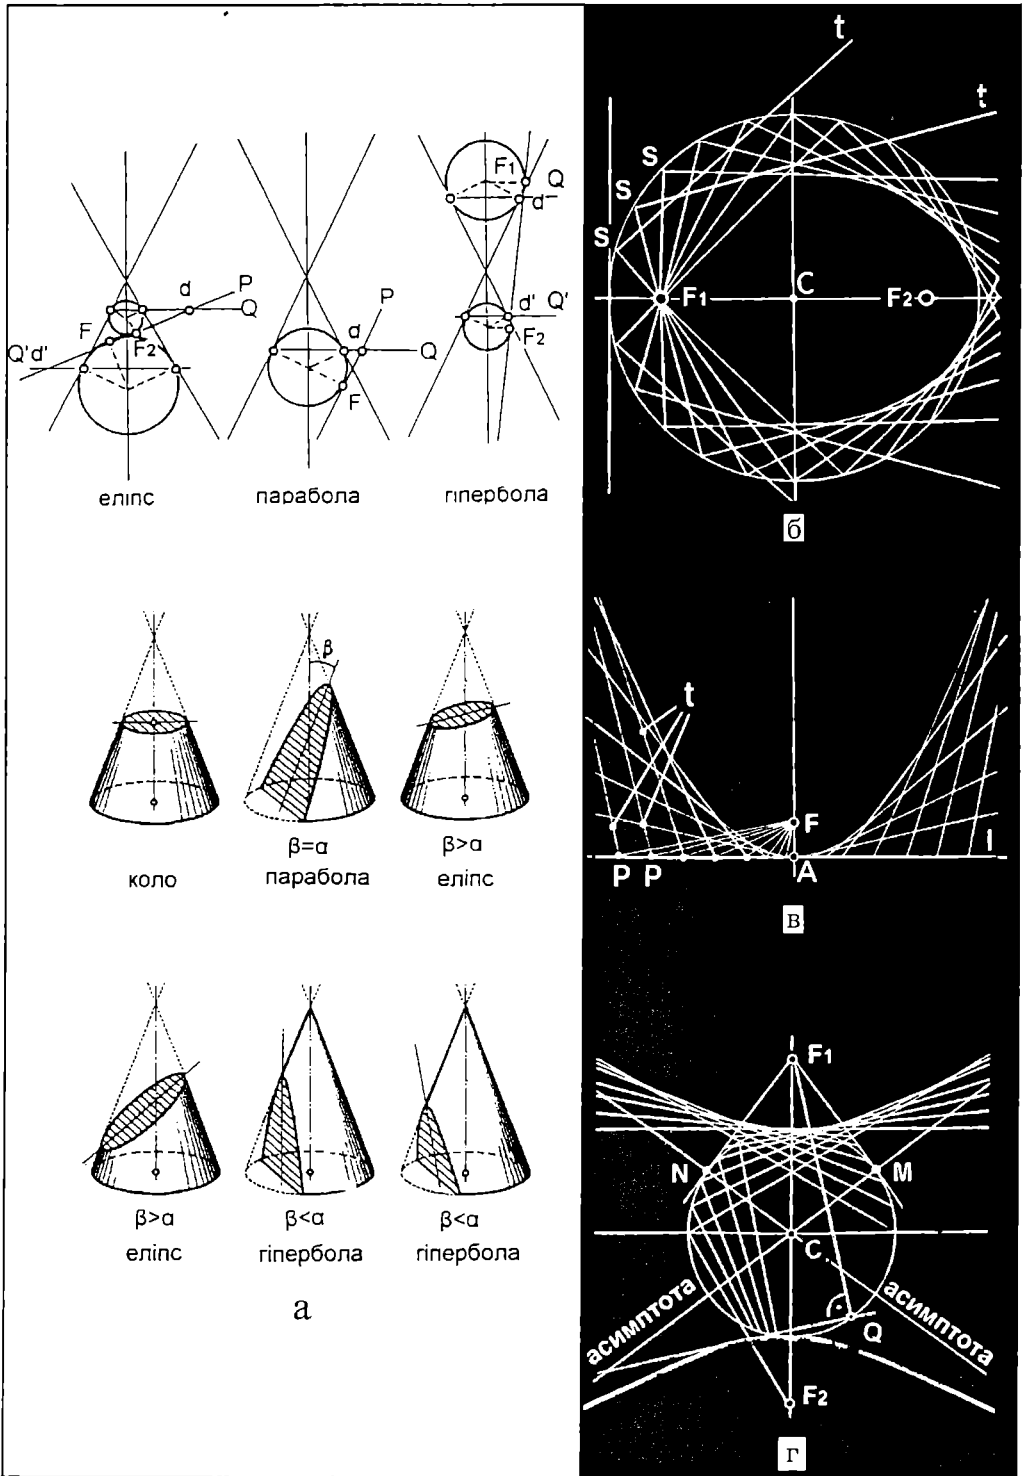 F1 Q
d
d P
Q
F
F2
Q'd'
P
d
Q
F
d' Q'
F2
еліпс парабола гіпербола
β
β=α β>α
коло парабола еліпс
β>α β<α β<α
еліпс гіпербола гіпербола
а
t
t
S
S
S
F1 C F2
б
t
F
l
P P A
в
F1
N M
C
асимптота асимптота
Q
F2
г